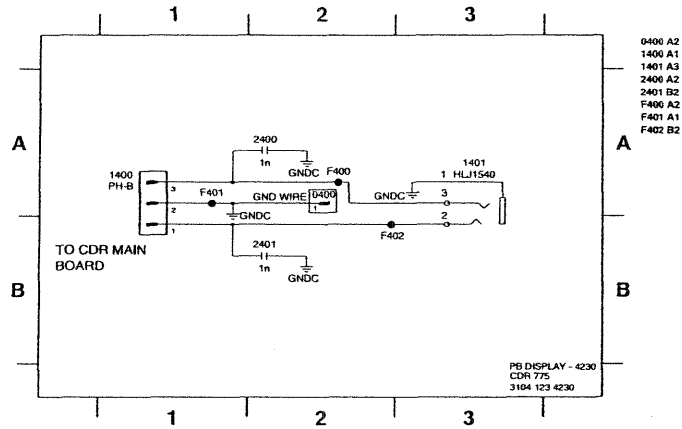 1 2 3
0400 A2
1400 A1
1401 A3
2400 A2
2401 B2
F400 A2
F401 A1
F402 B2
A A
2400
1n
GNDC
F400
1401
1 HLJ1540
1400
PH-B
3
F401
GND WIRE
0400
1
GNDC
3
2
GNDC
1
2
F402
TO CDR MAIN
BOARD
2401
1n
GNDC
B B
PB DISPLAY - 4230
CDR 775
3104 123 4230
1 2 3